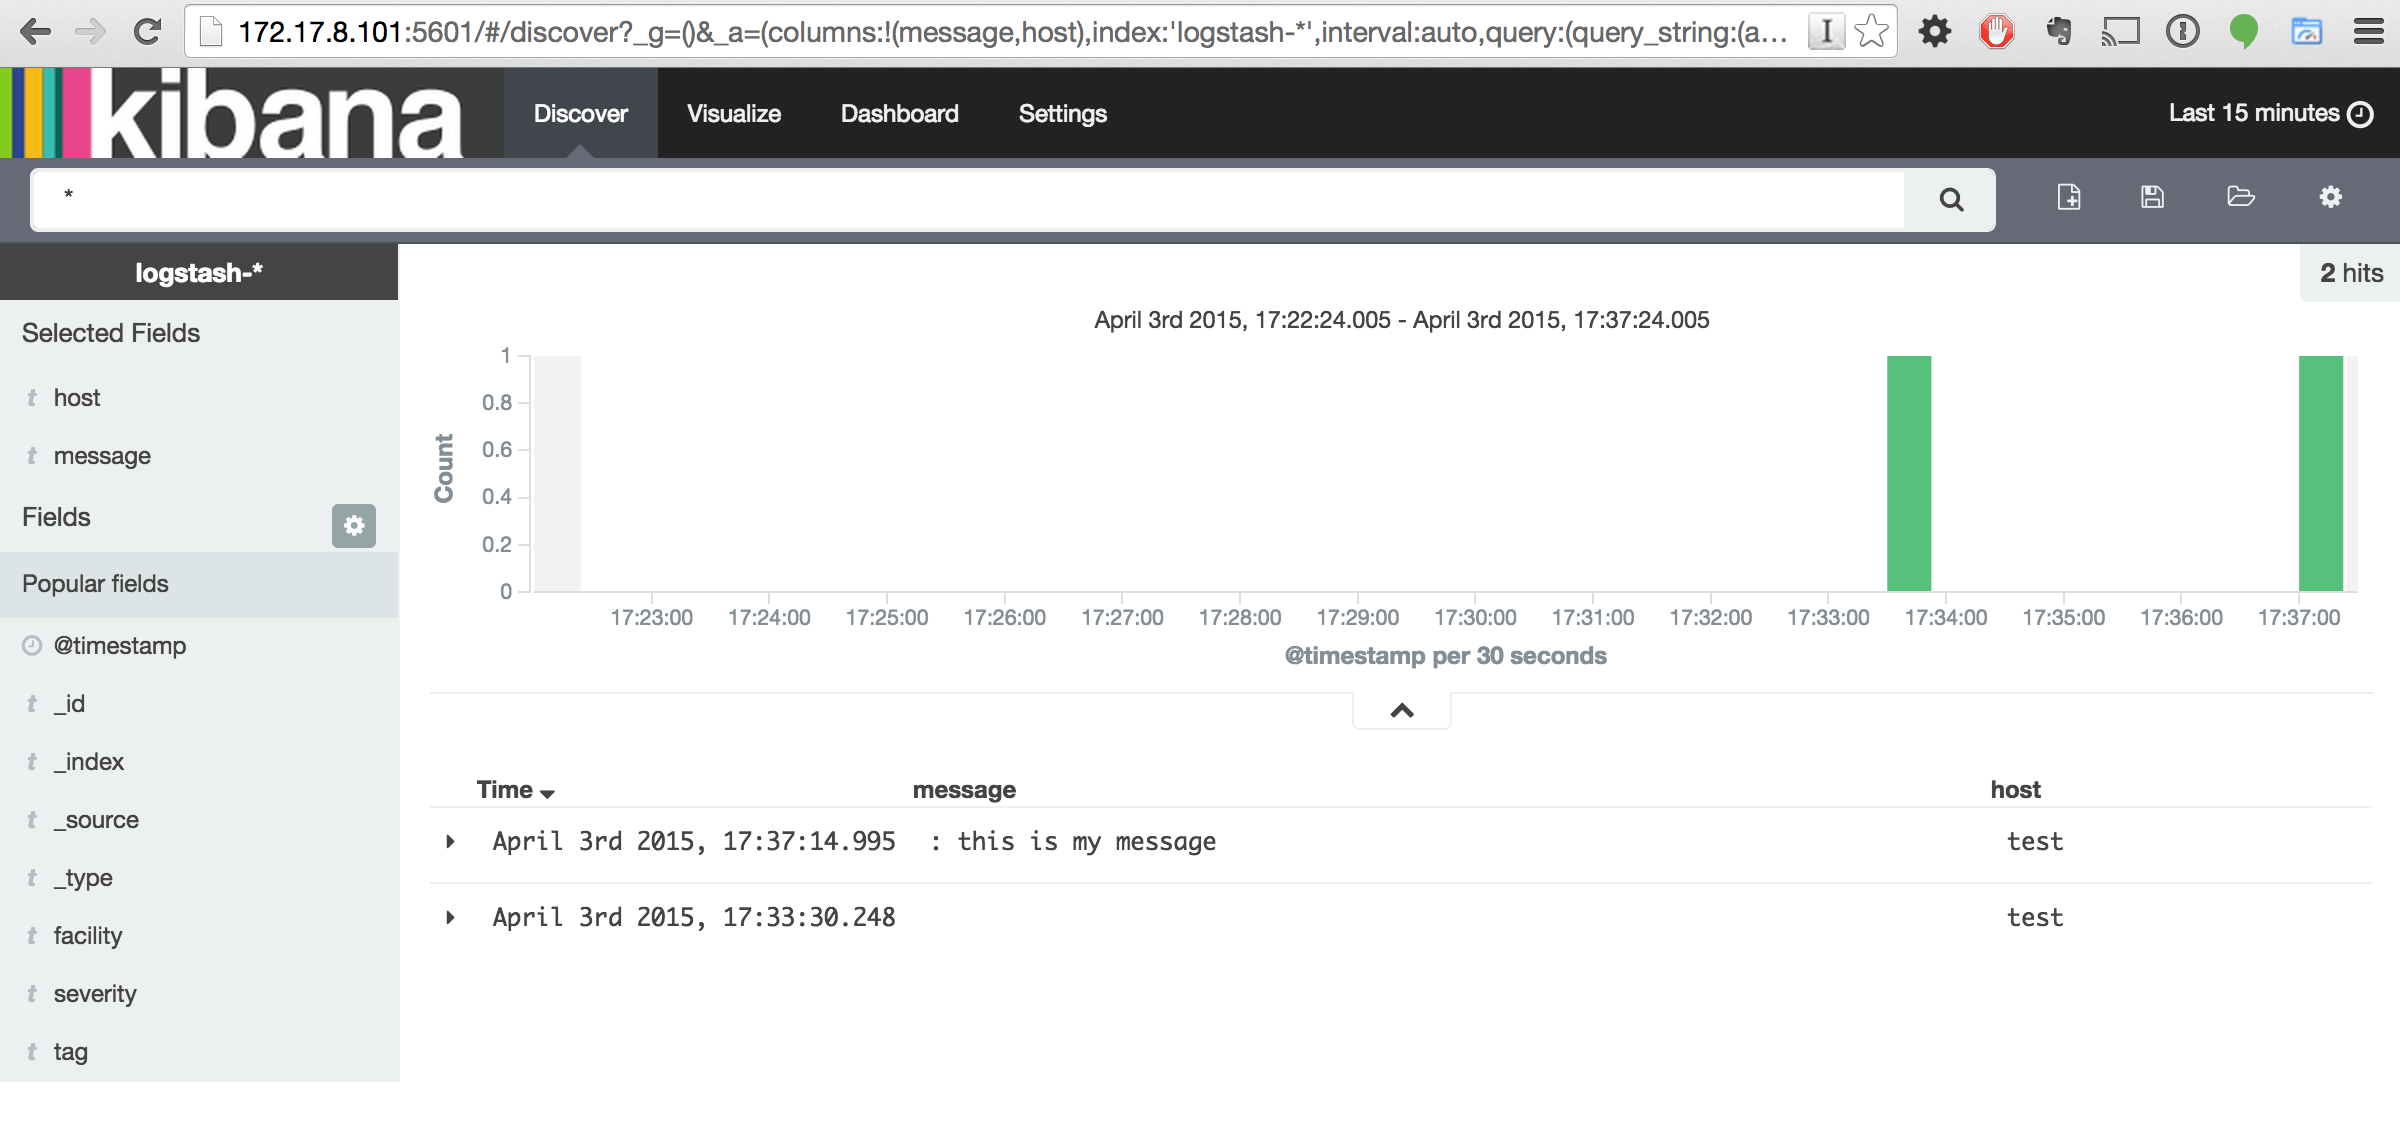 172.17.8.101:5601/#/discover?_g=()&_a=(columns:!(message,host),index:'logstash-*',interval:auto,query:(query_string:(a...
kibana
Discover Visualize Dashboard Settings Last 15 minutes
*
logstash-*
2 hits
Selected Fields
t host
t message
Fields
Popular fields
@timestamp
t _id
t _index
t _source
t _type
t facility
t severity
t tag
April 3rd 2015, 17:22:24.005 - April 3rd 2015, 17:37:24.005
Count
1
0.8
0.6
0.4
0.2
0
17:23:00 17:24:00 17:25:00 17:26:00 17:27:00 17:28:00 17:29:00 17:30:00 17:31:00 17:32:00 17:33:00 17:34:00 17:35:00 17:36:00 17:37:00
@timestamp per 30 seconds
Time message host
April 3rd 2015, 17:37:14.995 : this is my message test
April 3rd 2015, 17:33:30.248 test